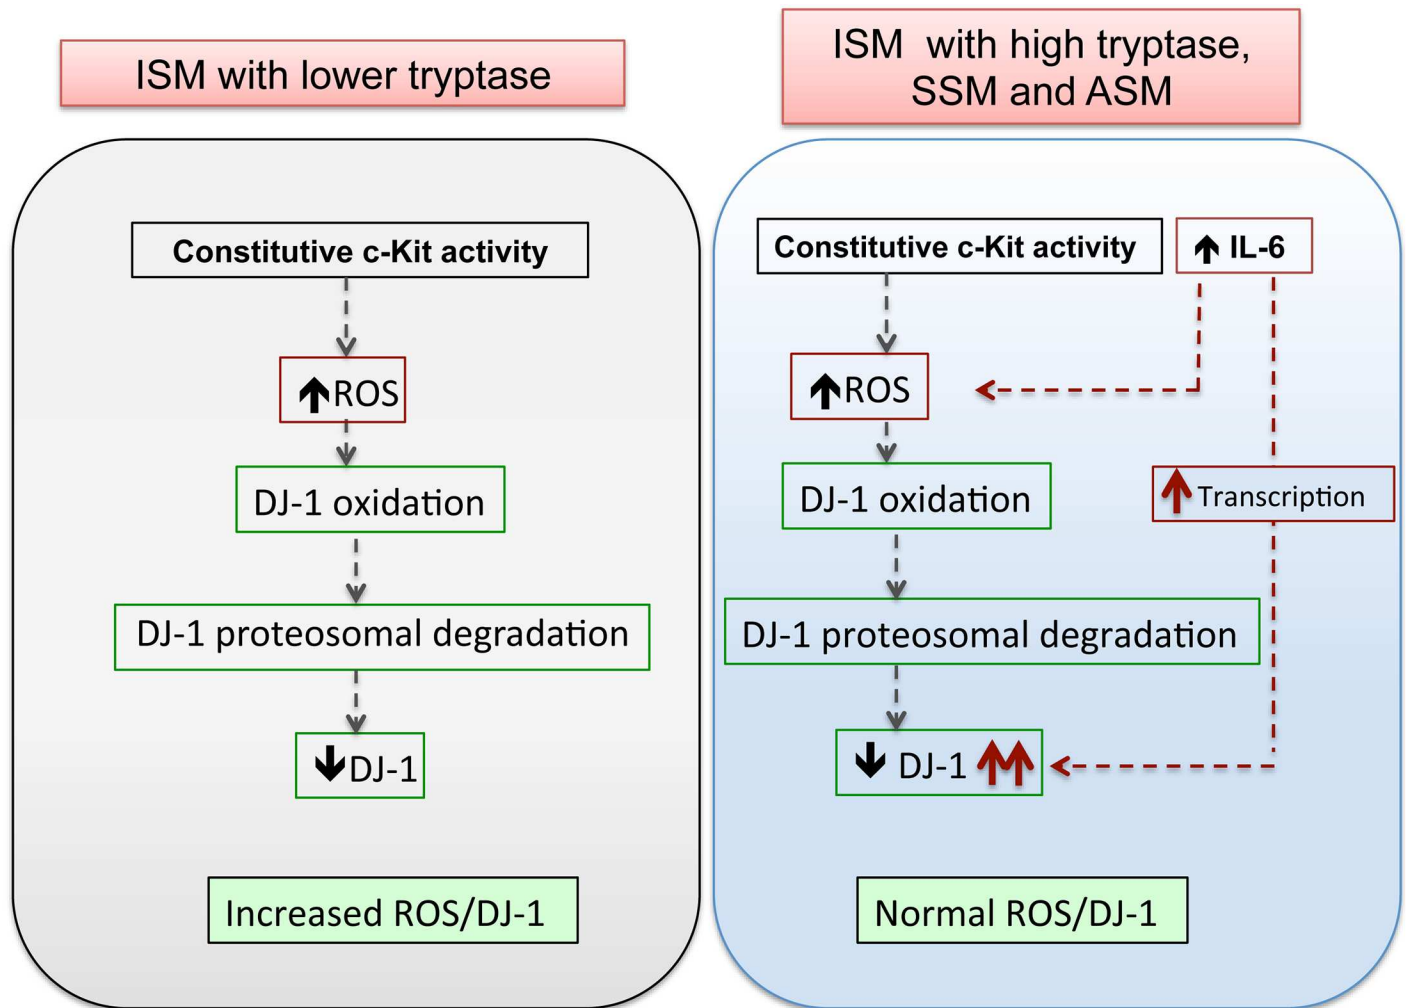 ISM with lower tryptase
ISM with high tryptase,
SSM and ASM
Constitutive c-Kit activity
↑ROS
DJ-1 oxidation
DJ-1 proteosomal degradation
↓DJ-1
Increased ROS/DJ-1
Constitutive c-Kit activity
↑ IL-6
↑ROS
DJ-1 oxidation
↑ Transcription
DJ-1 proteosomal degradation
↓ DJ-1 ↑↑
Normal ROS/DJ-1